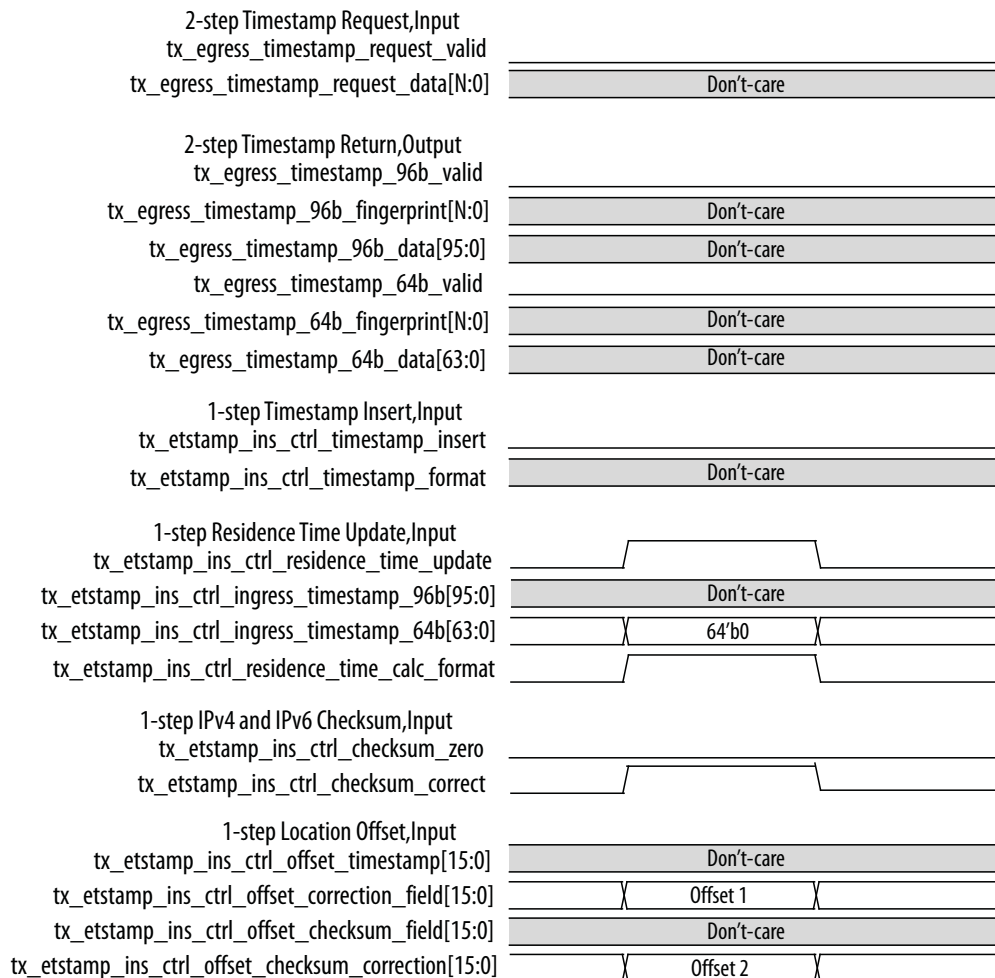 2-step Timestamp Request,Input
tx_egress_timestamp_request_valid
tx_egress_timestamp_request_data[N:0] Don’t-care
2-step Timestamp Return,Output
tx_egress_timestamp_96b_valid
tx_egress_timestamp_96b_fingerprint[N:0] Don’t-care
tx_egress_timestamp_96b_data[95:0] Don’t-care
tx_egress_timestamp_64b_valid
tx_egress_timestamp_64b_fingerprint[N:0] Don’t-care
tx_egress_timestamp_64b_data[63:0] Don’t-care
1-step Timestamp Insert,Input
tx_etstamp_ins_ctrl_timestamp_insert
tx_etstamp_ins_ctrl_timestamp_format Don’t-care
1-step Residence Time Update,Input
tx_etstamp_ins_ctrl_residence_time_update
tx_etstamp_ins_ctrl_ingress_timestamp_96b[95:0] Don’t-care
tx_etstamp_ins_ctrl_ingress_timestamp_64b[63:0] 64’b0
tx_etstamp_ins_ctrl_residence_time_calc_format
1-step IPv4 and IPv6 Checksum,Input
tx_etstamp_ins_ctrl_checksum_zero
tx_etstamp_ins_ctrl_checksum_correct
1-step Location Offset,Input
tx_etstamp_ins_ctrl_offset_timestamp[15:0] Don’t-care
tx_etstamp_ins_ctrl_offset_correction_field[15:0] Offset 1
tx_etstamp_ins_ctrl_offset_checksum_field[15:0] Don’t-care
tx_etstamp_ins_ctrl_offset_checksum_correction[15:0] Offset 2